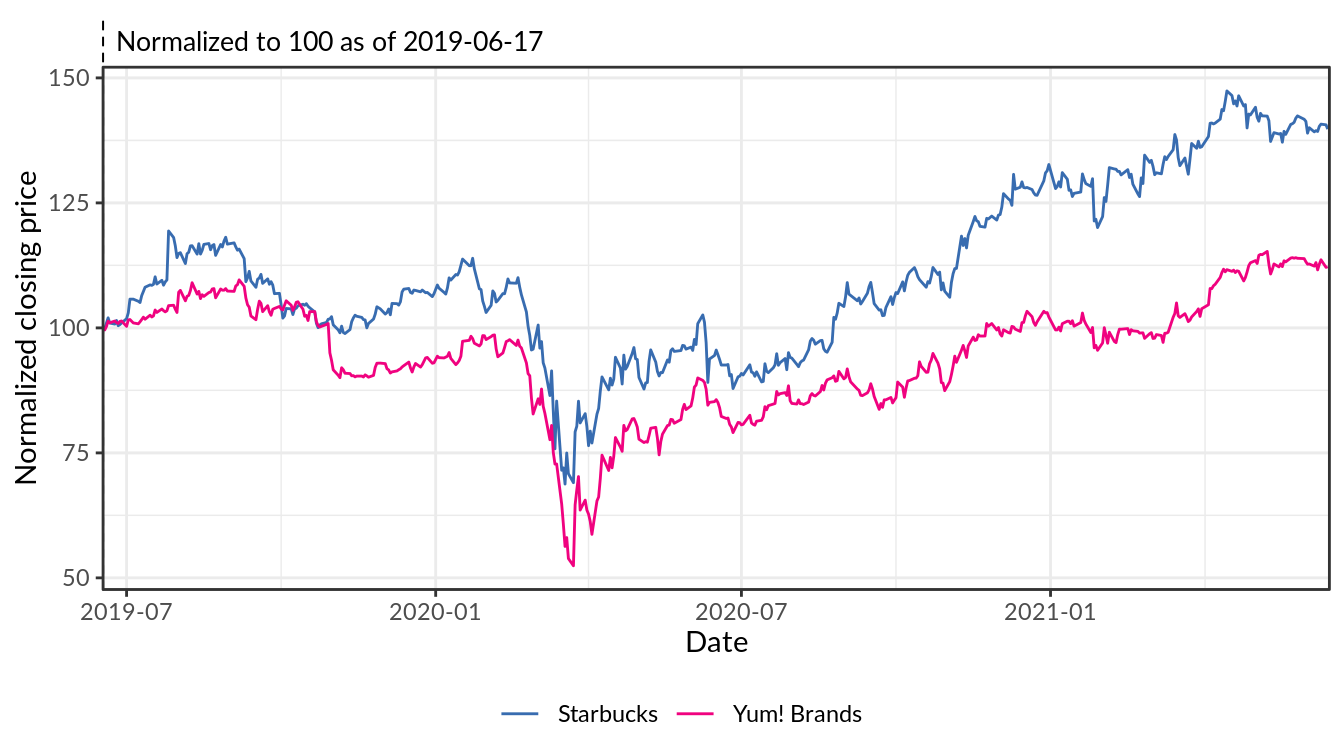 Normalized to 100 as of 2019-06-17
150
125
100
75
50
Normalized closing price
2019-07 2020-01 2020-07 2021-01
Date
Starbucks Yum! Brands